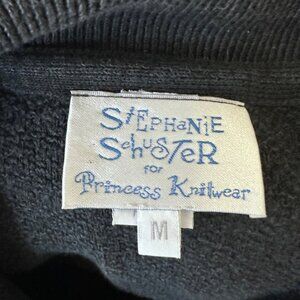 StEPHaNiE
ScHUSTER
FOR
Princess Knitwear
M